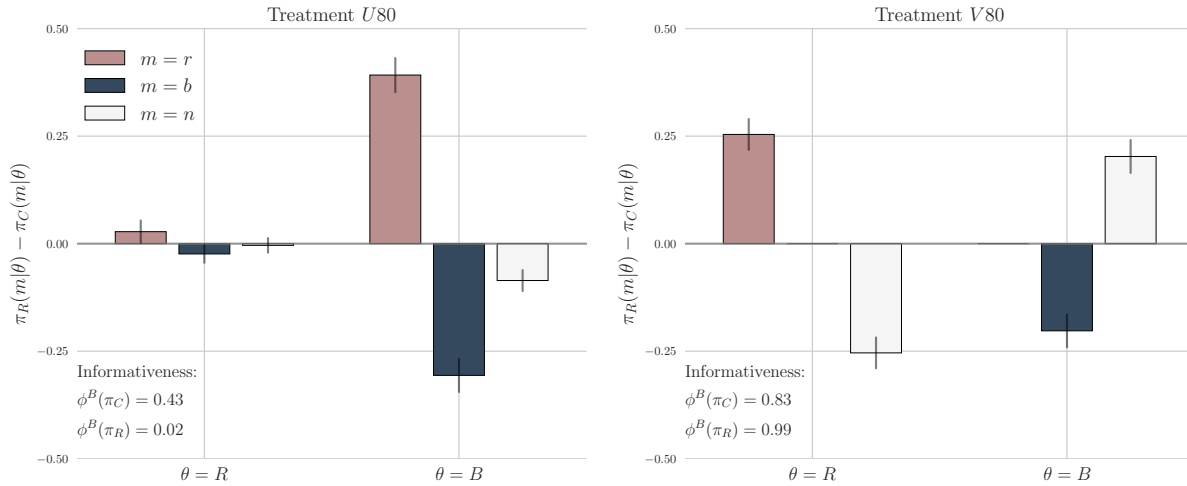 Treatment U80
0.50
0.25
0.00
−0.25
−0.50
π_R(m|θ) − π_C(m|θ)
m = r
m = b
m = n
Informativeness:
ϕ^B(π_C) = 0.43
ϕ^B(π_R) = 0.02
θ = R
θ = B
Treatment V80
0.50
0.25
0.00
−0.25
−0.50
π_R(m|θ) − π_C(m|θ)
Informativeness:
ϕ^B(π_C) = 0.83
ϕ^B(π_R) = 0.99
θ = R
θ = B